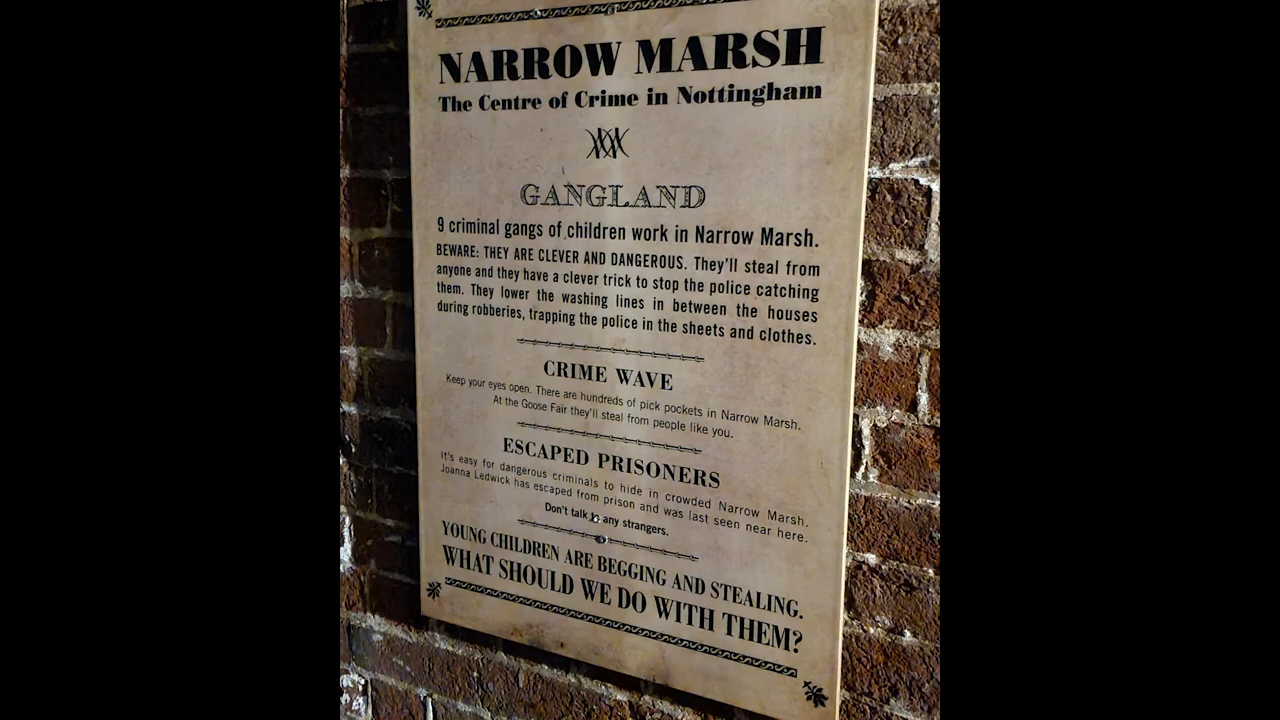 NARROW MARSH
The Centre of Crime in Nottingham
GANGLAND
9 criminal gangs of children work in Narrow Marsh.
BEWARE: THEY ARE CLEVER AND DANGEROUS. They'll steal from
anyone and they have a clever trick to stop the police catching
them. They lower the washing lines in between the houses
during robberies, trapping the police in the sheets and clothes.
CRIME WAVE
Keep your eyes open. There are hundreds of pick pockets in Narrow Marsh.
At the Goose Fair they'll steal from people like you.
ESCAPED PRISONERS
It's easy for dangerous criminals to hide in crowded Narrow Marsh.
Joanna Ledwick has escaped from prison and was last seen near here.
Don't talk to any strangers.
YOUNG CHILDREN ARE BEGGING AND STEALING.
WHAT SHOULD WE DO WITH THEM?